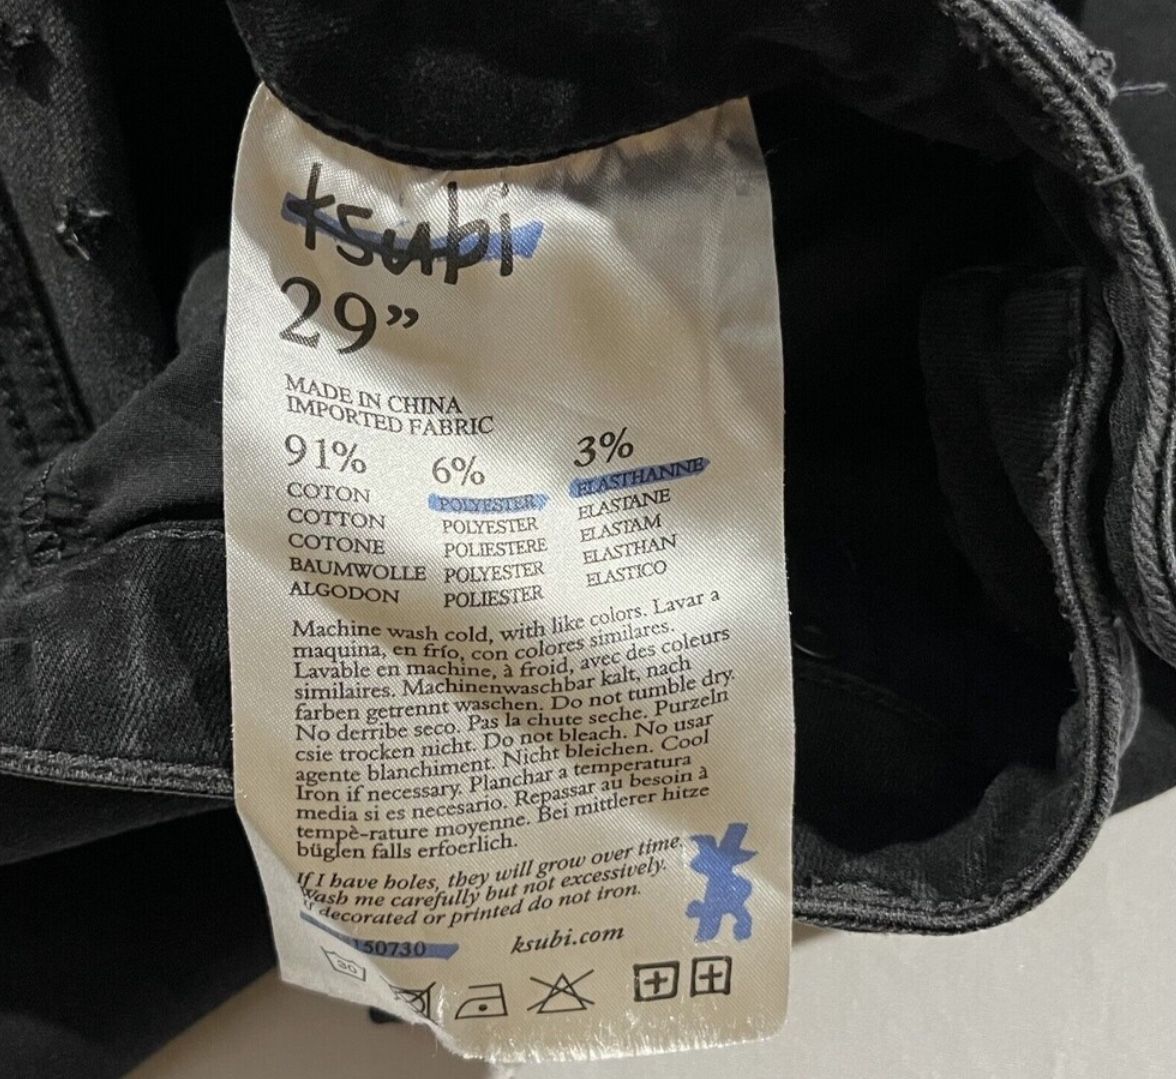 ksubi
29”
MADE IN CHINA
IMPORTED FABRIC
91%
COTON
COTTON
COTONE
BAUMWOLLE
ALGODON
6%
POLYESTER
POLYESTER
POLIESTERE
POLYESTER
POLIESTER
3%
ELASTHANNE
ELASTANE
ELASTAM
ELASTHAN
ELASTICO
Machine wash cold, with like colors. Lavar a
maquina, en frío, con colores similares.
Lavable en machine, à froid, avec des coleurs
similaires. Machinenwaschbar kalt, nach
farben getrennt waschen. Do not tumble dry.
No derribe seco. Pas la chute seche. Purzeln
csie trocken nicht. Do not bleach. No usar
agente blanchiment. Nicht bleichen. Cool
Iron if necessary. Planchar a temperatura
media si es necesario. Repassar au besoin à
tempè-rature moyenne. Bei mittlerer hitze
büglen falls erfoerlich.
If I have holes, they will grow over time.
Wash me carefully but not excessively.
If decorated or printed do not iron.
150730
ksubi.com
30